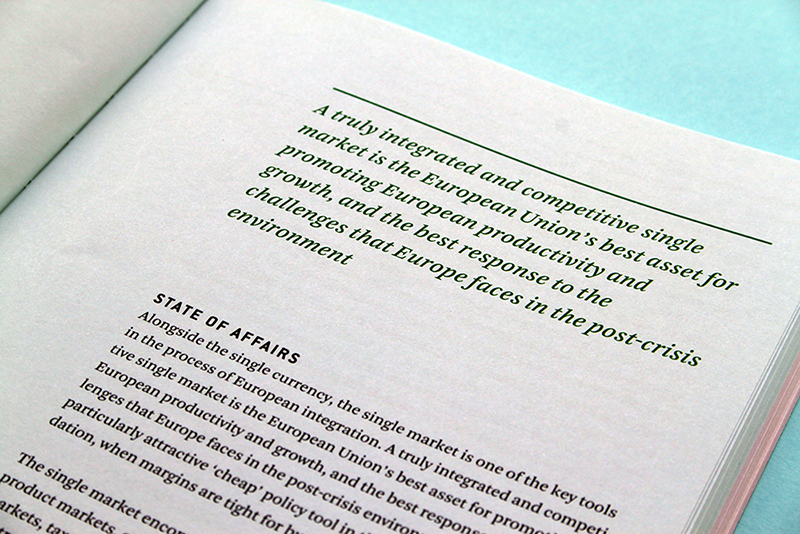 A truly integrated and competitive single
market is the European Union's best asset for
promoting European productivity and
growth, and the best response to the
challenges that Europe faces in the post-crisis
environment
STATE OF AFFAIRS
Alongside the single currency, the single market is one of the key tools
in the process of European integration. A truly integrated and competi
tive single market is the European Union's best asset for promoti
European productivity and growth, and the best response
lenges that Europe faces in the post-crisis environ
particularly attractive 'cheap' policy tool in
dation, when margins are tight for
The single market encom
product markets,
arkets, tax